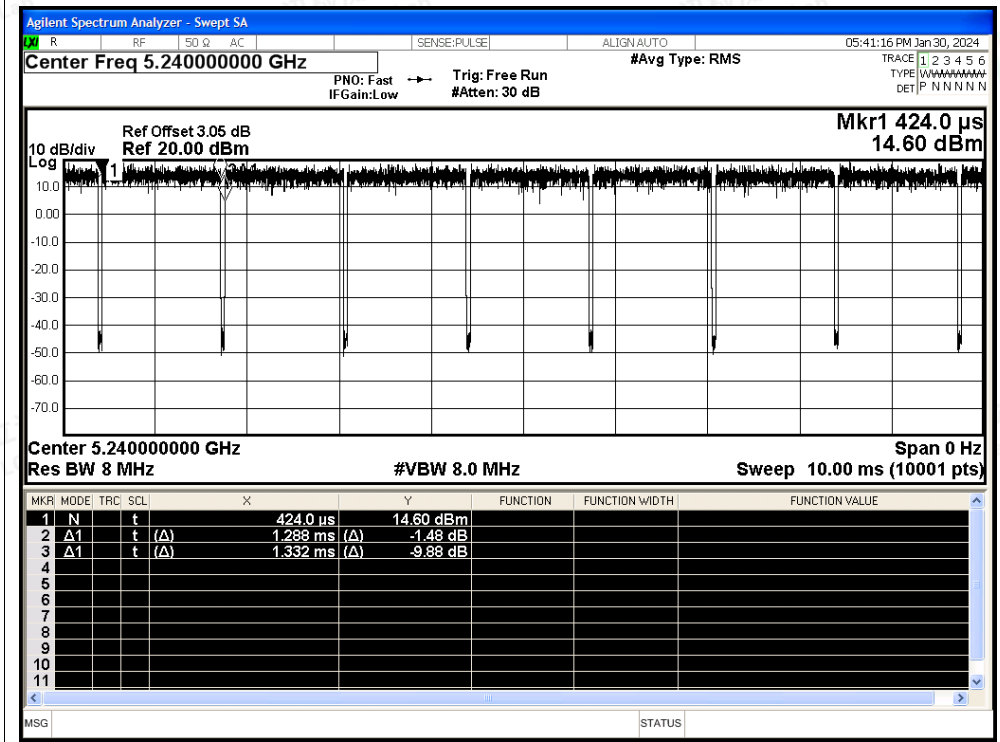 Agilent Spectrum Analyzer - Swept SA
LXI R RF 50 Ω AC SENSE:PULSE ALIGN AUTO 05:41:16 PM Jan 30, 2024
Center Freq 5.240000000 GHz #Avg Type: RMS TRACE 1 2 3 4 5 6
PNO: Fast Trig: Free Run TYPE
IFGain:Low #Atten: 30 dB DET P N N N N N
Mkr1 424.0 µs
Ref Offset 3.05 dB
10 dB/div Ref 20.00 dBm 14.60 dBm
Log
1
10.0
0.00
-10.0
-20.0
-30.0
-40.0
-50.0
-60.0
-70.0
Center 5.240000000 GHz Span 0 Hz
Res BW 8 MHz #VBW 8.0 MHz Sweep 10.00 ms (10001 pts)
MKR MODE TRC SCL X Y FUNCTION FUNCTION WIDTH FUNCTION VALUE
1 N t 424.0 µs 14.60 dBm
2 Δ1 t (Δ) 1.288 ms (Δ) -1.48 dB
3 Δ1 t (Δ) 1.332 ms (Δ) -9.88 dB
4
5
6
7
8
9
10
11
MSG STATUS